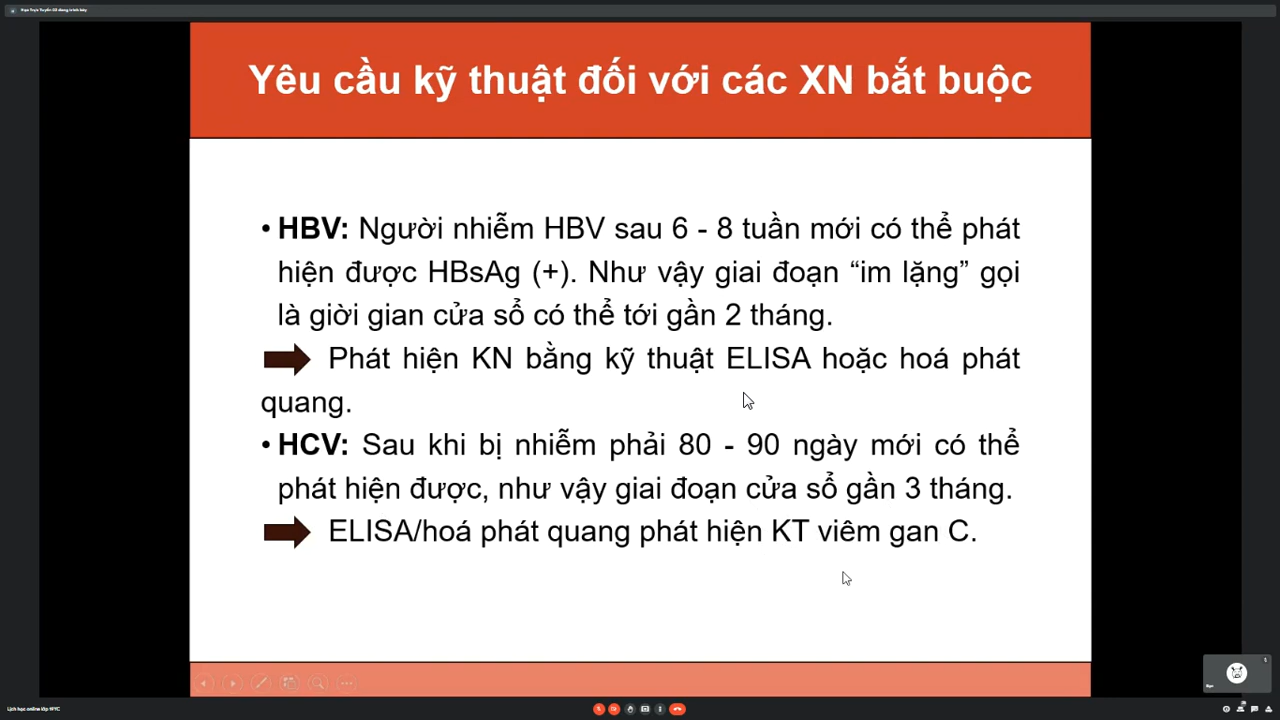 Yêu cầu kỹ thuật đối với các XN bắt buộc
• HBV: Người nhiễm HBV sau 6 - 8 tuần mới có thể phát
hiện được HBsAg (+). Như vậy giai đoạn “im lặng” gọi
là giời gian cửa sổ có thể tới gần 2 tháng.
Phát hiện KN bằng kỹ thuật ELISA hoặc hoá phát
quang.
• HCV: Sau khi bị nhiễm phải 80 - 90 ngày mới có thể
phát hiện được, như vậy giai đoạn cửa sổ gần 3 tháng.
ELISA/hoá phát quang phát hiện KT viêm gan C.
Bạn